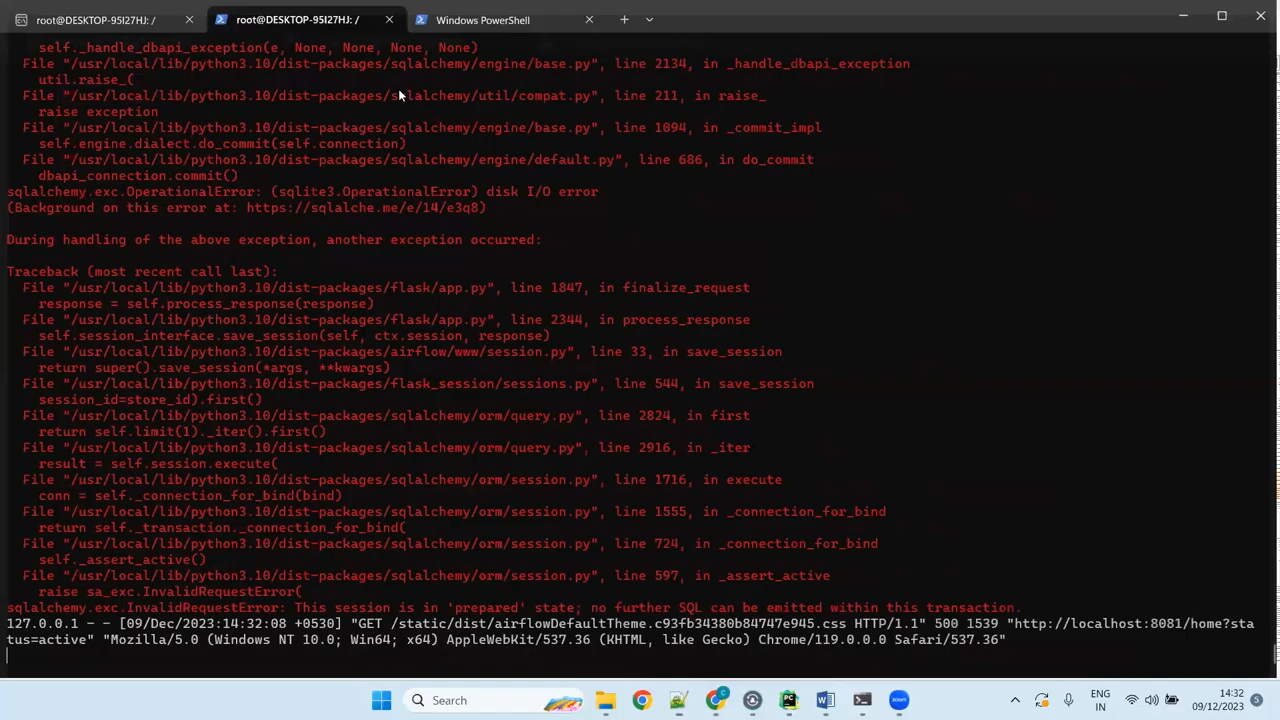 root@DESKTOP-95I27HJ: /
root@DESKTOP-95I27HJ: /
Windows PowerShell
self._handle_dbapi_exception(e, None, None, None, None)
File "/usr/local/lib/python3.10/dist-packages/sqlalchemy/engine/base.py", line 2134, in _handle_dbapi_exception
util.raise_(
File "/usr/local/lib/python3.10/dist-packages/sqlalchemy/util/compat.py", line 211, in raise_
raise exception
File "/usr/local/lib/python3.10/dist-packages/sqlalchemy/engine/base.py", line 1094, in _commit_impl
self.engine.dialect.do_commit(self.connection)
File "/usr/local/lib/python3.10/dist-packages/sqlalchemy/engine/default.py", line 686, in do_commit
dbapi_connection.commit()
sqlalchemy.exc.OperationalError: (sqlite3.OperationalError) disk I/O error
(Background on this error at: https://sqlalche.me/e/14/e3q8)
During handling of the above exception, another exception occurred:
Traceback (most recent call last):
File "/usr/local/lib/python3.10/dist-packages/flask/app.py", line 1847, in finalize_request
response = self.process_response(response)
File "/usr/local/lib/python3.10/dist-packages/flask/app.py", line 2344, in process_response
self.session_interface.save_session(self, ctx.session, response)
File "/usr/local/lib/python3.10/dist-packages/airflow/www/session.py", line 33, in save_session
return super().save_session(*args, **kwargs)
File "/usr/local/lib/python3.10/dist-packages/flask_session/sessions.py", line 544, in save_session
session_id=store_id).first()
File "/usr/local/lib/python3.10/dist-packages/sqlalchemy/orm/query.py", line 2824, in first
return self.limit(1)._iter().first()
File "/usr/local/lib/python3.10/dist-packages/sqlalchemy/orm/query.py", line 2916, in _iter
result = self.session.execute(
File "/usr/local/lib/python3.10/dist-packages/sqlalchemy/orm/session.py", line 1716, in execute
conn = self._connection_for_bind(bind)
File "/usr/local/lib/python3.10/dist-packages/sqlalchemy/orm/session.py", line 1555, in _connection_for_bind
return self._transaction._connection_for_bind(
File "/usr/local/lib/python3.10/dist-packages/sqlalchemy/orm/session.py", line 724, in _connection_for_bind
self._assert_active()
File "/usr/local/lib/python3.10/dist-packages/sqlalchemy/orm/session.py", line 597, in _assert_active
raise sa_exc.InvalidRequestError(
sqlalchemy.exc.InvalidRequestError: This session is in 'prepared' state; no further SQL can be emitted within this transaction.
127.0.0.1 - - [09/Dec/2023:14:32:08 +0530] "GET /static/dist/airflowDefaultTheme.c93fb34380b84747e945.css HTTP/1.1" 500 1539 "http://localhost:8081/home?sta
tus=active" "Mozilla/5.0 (Windows NT 10.0; Win64; x64) AppleWebKit/537.36 (KHTML, like Gecko) Chrome/119.0.0.0 Safari/537.36"
Search
ENG
IN
14:32
09/12/2023